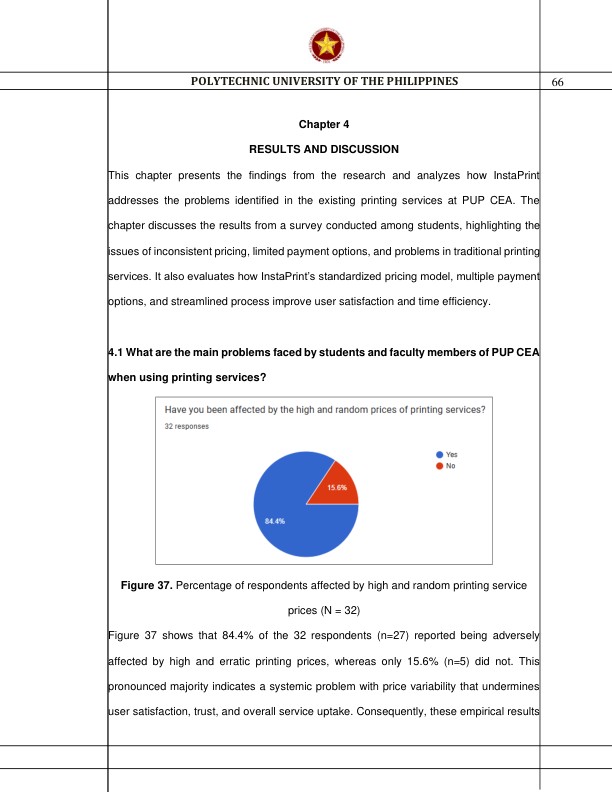 POLYTECHNIC UNIVERSITY OF THE PHILIPPINES
66
Chapter 4
RESULTS AND DISCUSSION
This chapter presents the findings from the research and analyzes how InstaPrint
addresses the problems identified in the existing printing services at PUP CEA. The
chapter discusses the results from a survey conducted among students, highlighting the
issues of inconsistent pricing, limited payment options, and problems in traditional printing
services. It also evaluates how InstaPrint's standardized pricing model, multiple payment
options, and streamlined process improve user satisfaction and time efficiency.
4.1 What are the main problems faced by students and faculty members of PUP CEA
when using printing services?
Have you been affected by the high and random prices of printing services?
32 responses
Yes
No
15.6%
84.4%
Figure 37. Percentage of respondents affected by high and random printing service
prices (N = 32)
Figure 37 shows that 84.4% of the 32 respondents (n=27) reported being adversely
affected by high and erratic printing prices, whereas only 15.6% (n=5) did not. This
pronounced majority indicates a systemic problem with price variability that undermines
user satisfaction, trust, and overall service uptake. Consequently, these empirical results